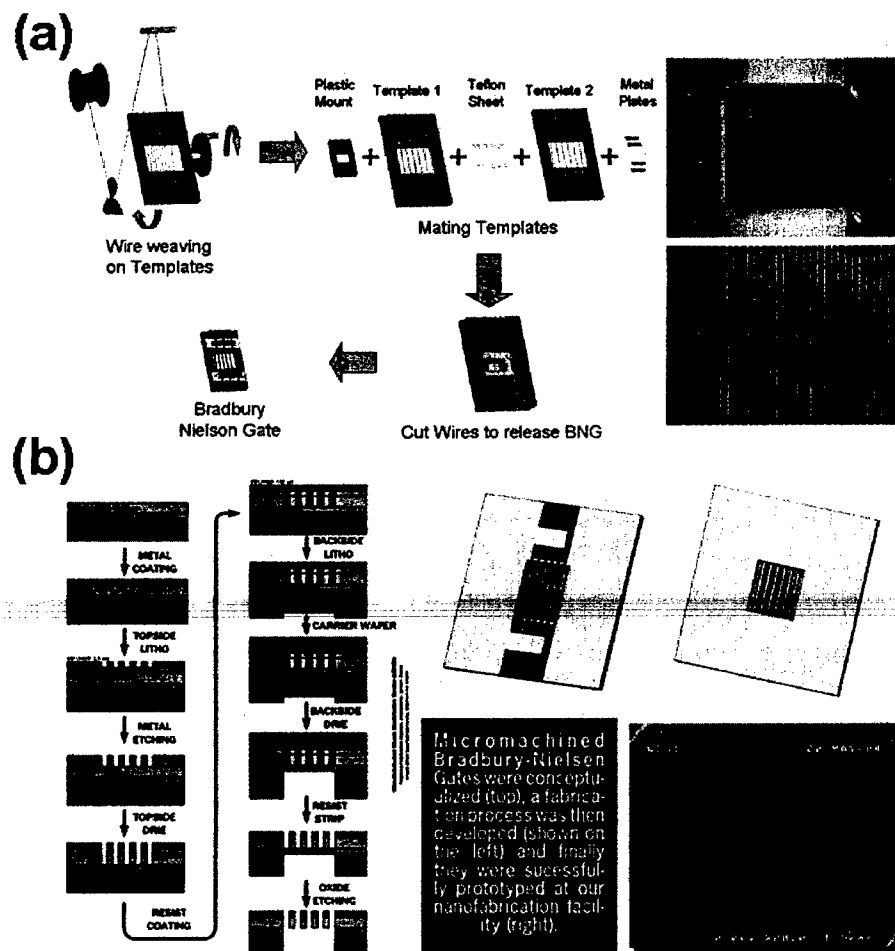 (a)
Plastic
Mount
Template 1
Teflon
Sheet
Template 2
Metal
Plates
Wire weaving
on Templates
Mating Templates
Bradbury
Nielson Gate
Cut Wires to release BNG
(b)
METAL
COATING
TOPSIDE
LITHO
METAL
ETCHING
TOPSIDE
DRIE
RESIST
COATING
BACKSIDE
LITHO
CARRIER WAFER
BACKSIDE
DRIE
RESIST
STRIP
OXIDE
ETCHING
Micromachined
Bradbury-Nielsen
Gates were conceptu-
alized (top), a fabrica-
tion process was then
developed (shown on
the left) and finally
they were sucessful-
ly prototyped at our
nanofabrication facil-
ity (right).